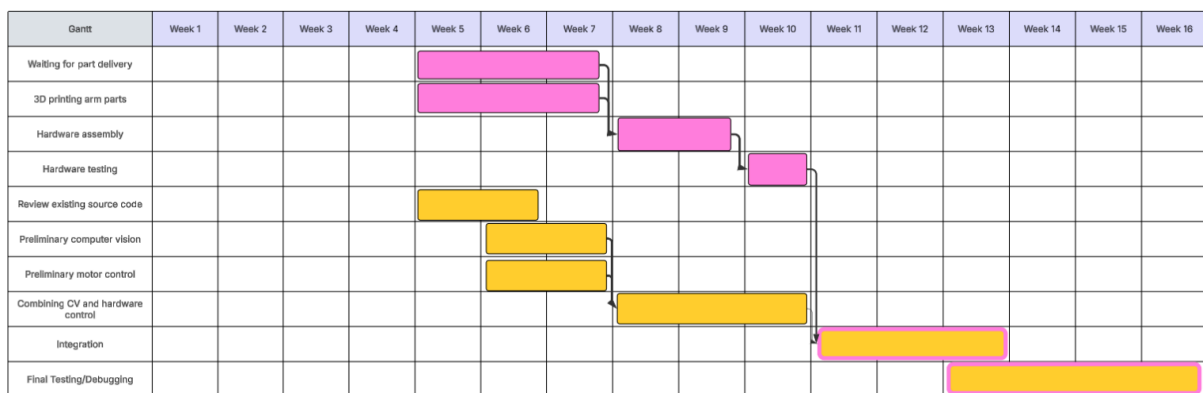 Gantt Week 1 Week 2 Week 3 Week 4 Week 5 Week 6 Week 7 Week 8 Week 9 Week 10 Week 11 Week 12 Week 13 Week 14 Week 15 Week 16
Waiting for part delivery
3D printing arm parts
Hardware assembly
Hardware testing
Review existing source code
Preliminary computer vision
Preliminary motor control
Combining CV and hardware
control
Integration
Final Testing/Debugging